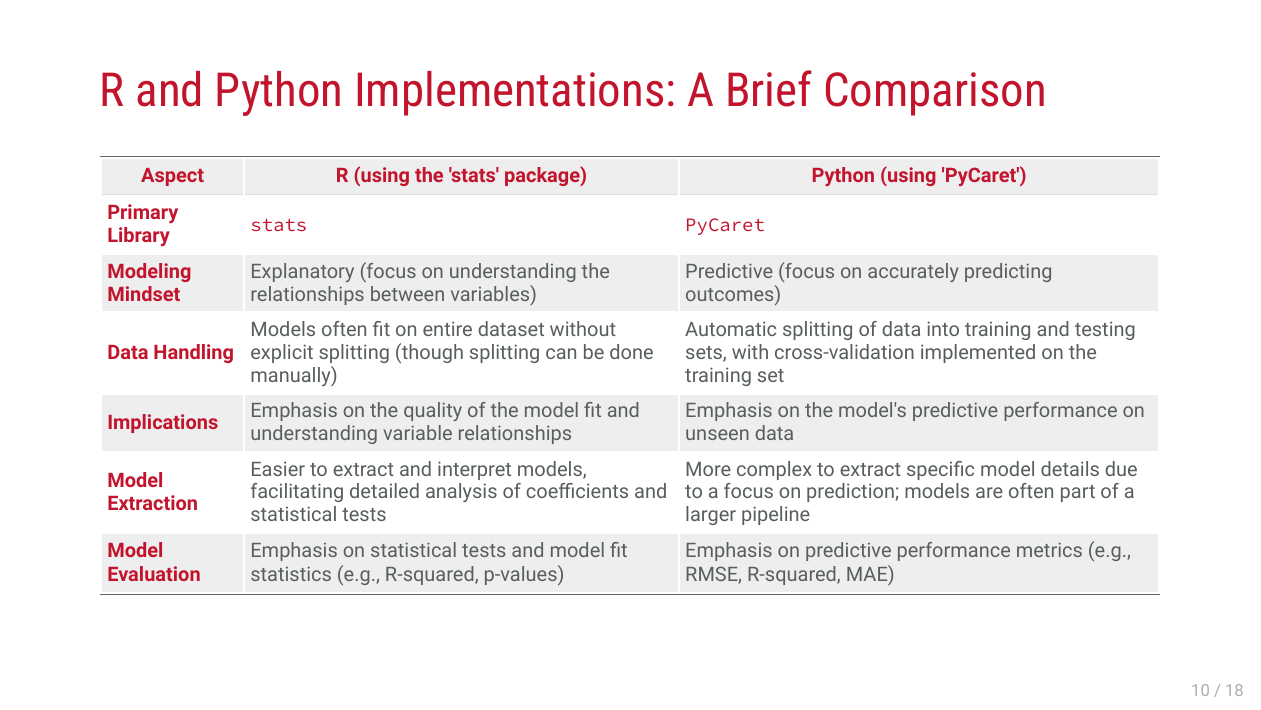 R and Python Implementations: A Brief Comparison
Aspect
R (using the 'stats' package)
Python (using 'PyCaret')
Primary
Library
stats
PyCaret
Modeling
Mindset
Explanatory (focus on understanding the
relationships between variables)
Predictive (focus on accurately predicting
outcomes)
Data Handling
Models often fit on entire dataset without
explicit splitting (though splitting can be done
manually)
Automatic splitting of data into training and testing
sets, with cross-validation implemented on the
training set
Implications
Emphasis on the quality of the model fit and
understanding variable relationships
Emphasis on the model's predictive performance on
unseen data
Model
Extraction
Easier to extract and interpret models,
facilitating detailed analysis of coefficients and
statistical tests
More complex to extract specific model details due
to a focus on prediction; models are often part of a
larger pipeline
Model
Evaluation
Emphasis on statistical tests and model fit
statistics (e.g., R-squared, p-values)
Emphasis on predictive performance metrics (e.g.,
RMSE, R-squared, MAE)
10 / 18